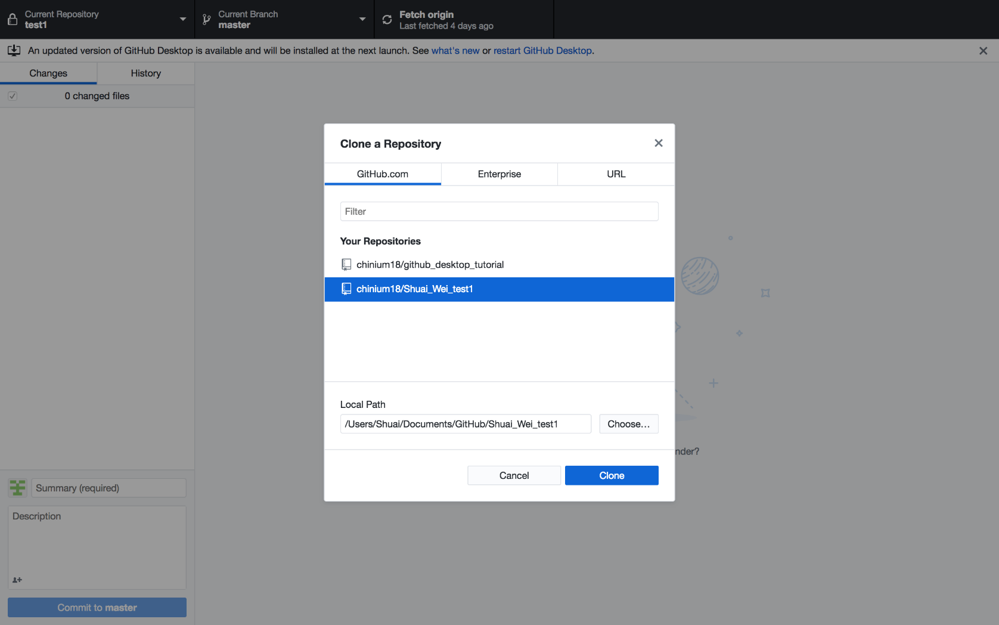 Current Repository
test1
Current Branch
master
Fetch origin
Last fetched 4 days ago
An updated version of GitHub Desktop is available and will be installed at the next launch. See what's new or restart GitHub Desktop.
Changes
History
0 changed files
Clone a Repository
GitHub.com
Enterprise
URL
Filter
Your Repositories
chinium18/github_desktop_tutorial
chinium18/Shuai_Wei_test1
Local Path
/Users/Shuai/Documents/GitHub/Shuai_Wei_test1
Choose...
nder?
Cancel
Clone
Summary (required)
Description
Commit to master